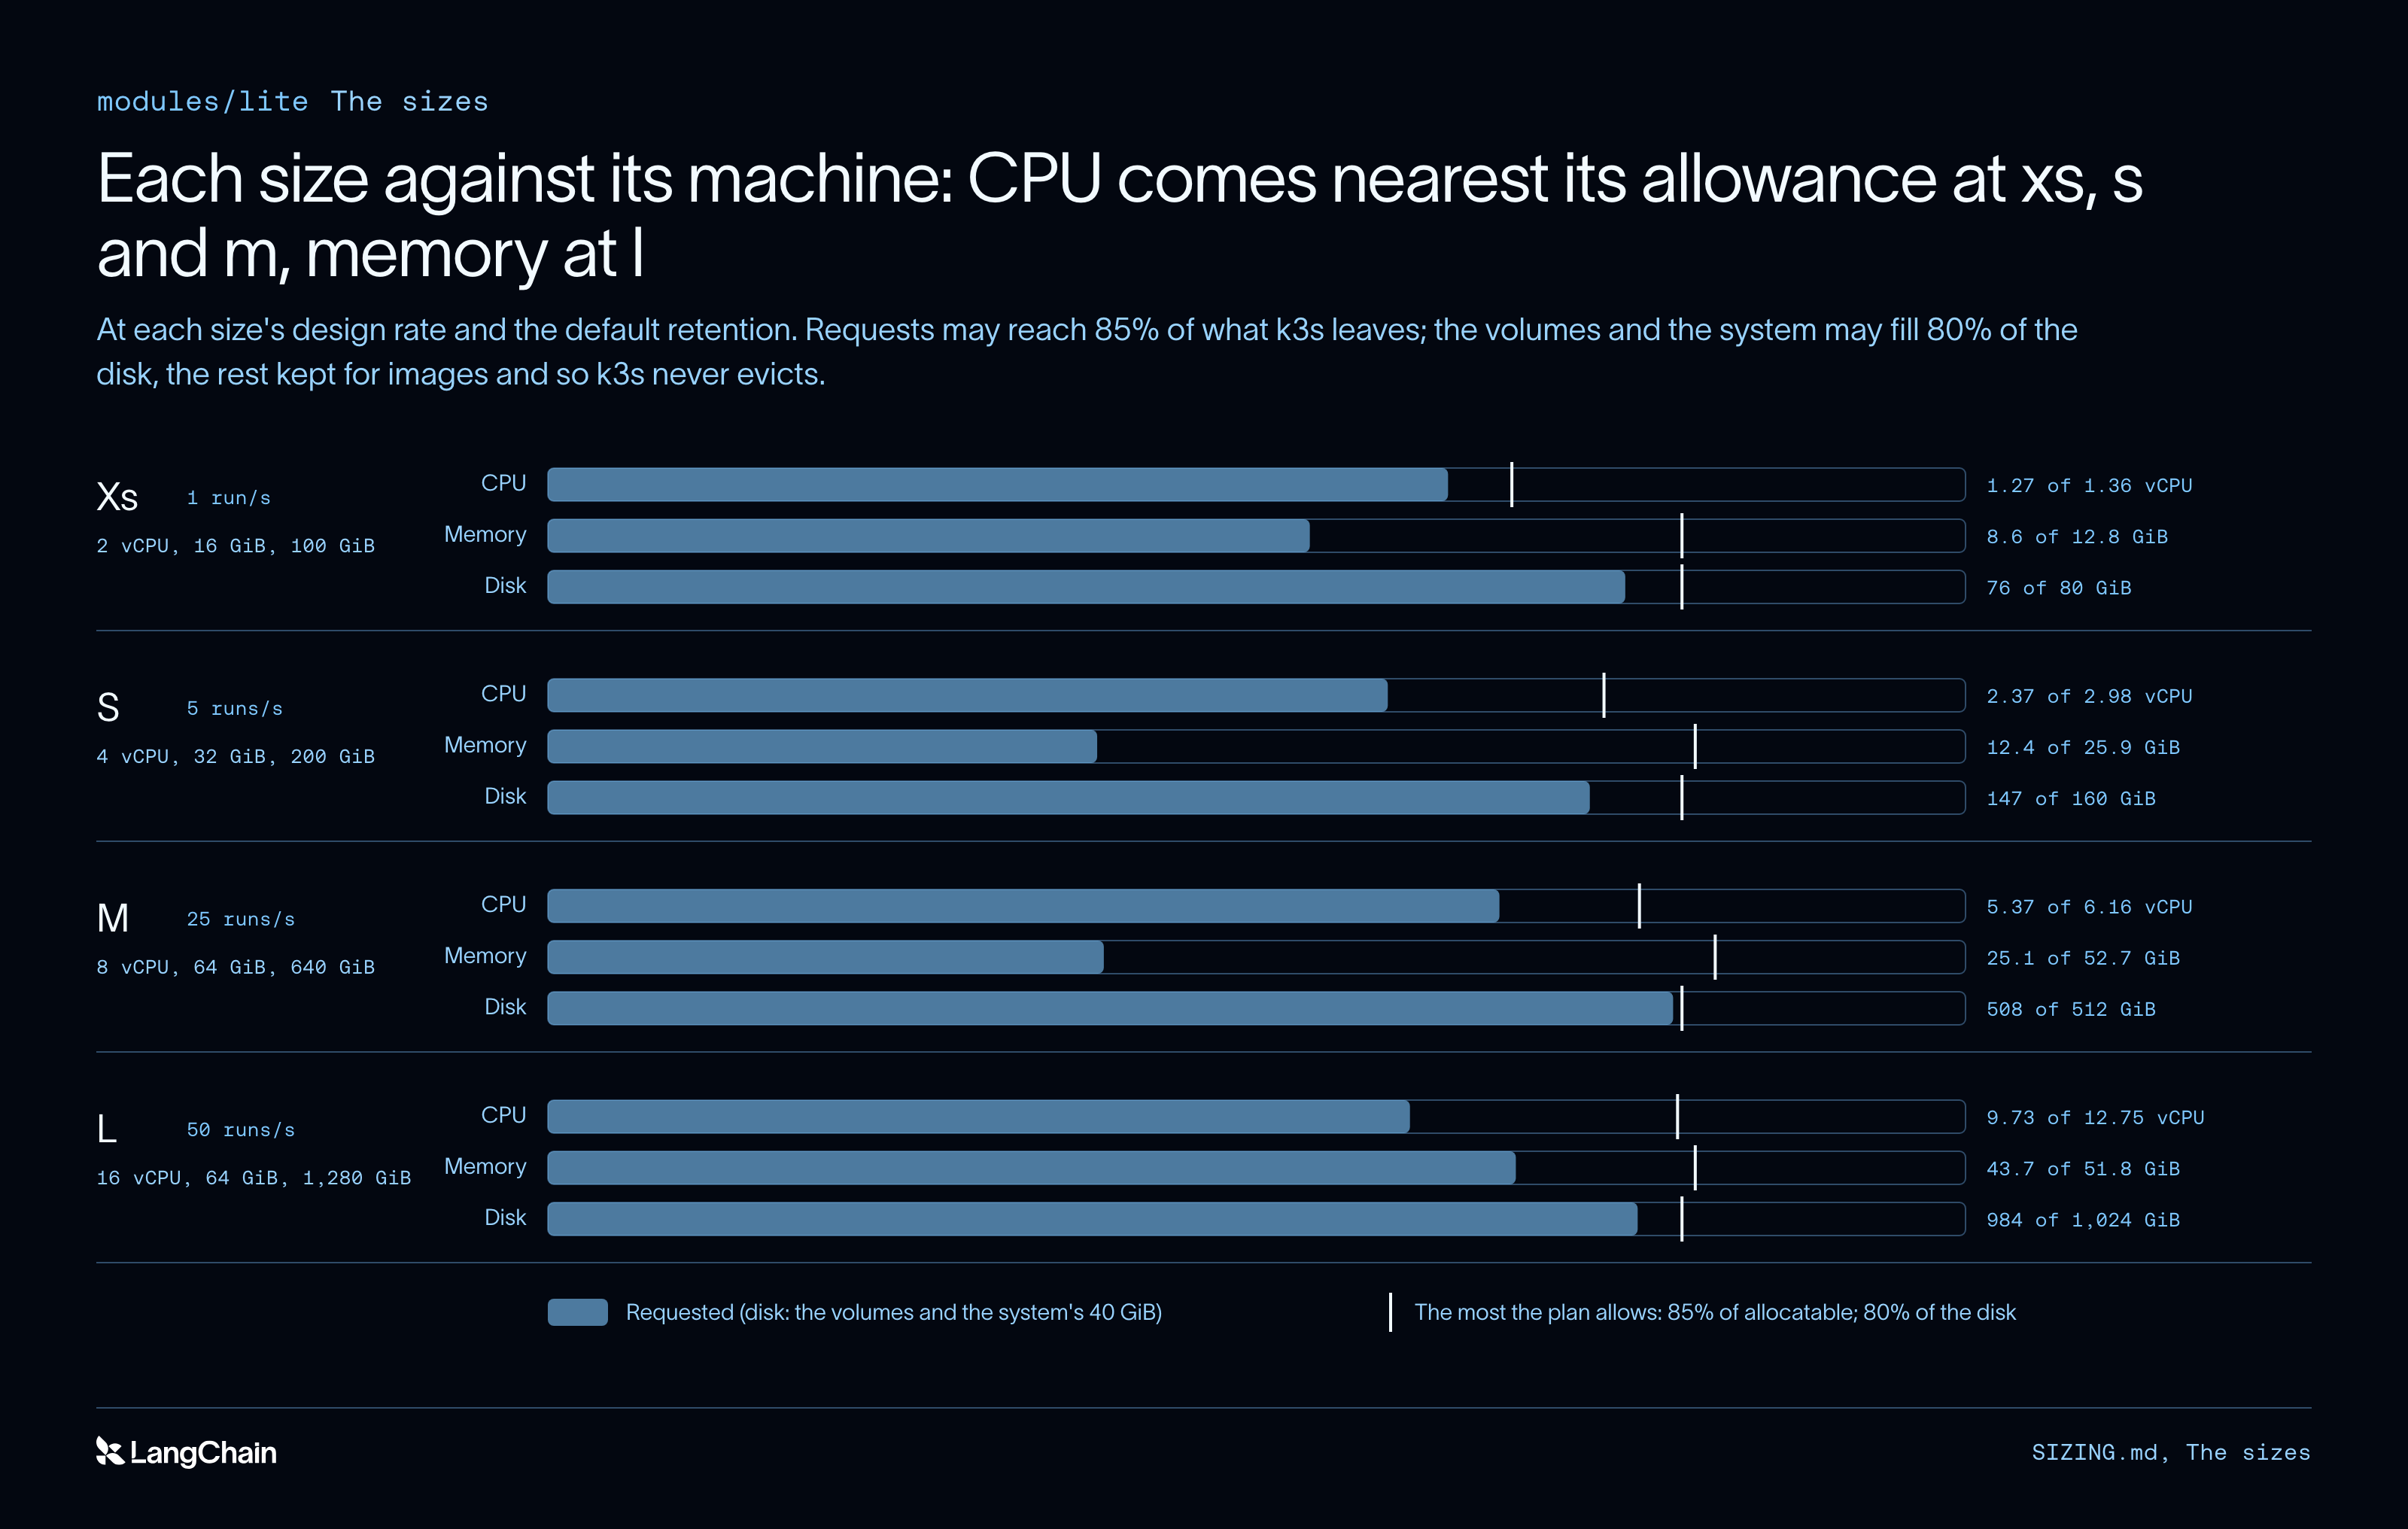 modules/lite The sizes
Each size against its machine: CPU comes nearest its allowance at xs, s
and m, memory at l
At each size's design rate and the default retention. Requests may reach 85% of what k3s leaves; the volumes and the system may fill 80% of the
disk, the rest kept for images and so k3s never evicts.
Xs 1 run/s
2 vCPU, 16 GiB, 100 GiB
CPU 1.27 of 1.36 vCPU
Memory 8.6 of 12.8 GiB
Disk 76 of 80 GiB
S 5 runs/s
4 vCPU, 32 GiB, 200 GiB
CPU 2.37 of 2.98 vCPU
Memory 12.4 of 25.9 GiB
Disk 147 of 160 GiB
M 25 runs/s
8 vCPU, 64 GiB, 640 GiB
CPU 5.37 of 6.16 vCPU
Memory 25.1 of 52.7 GiB
Disk 508 of 512 GiB
L 50 runs/s
16 vCPU, 64 GiB, 1,280 GiB
CPU 9.73 of 12.75 vCPU
Memory 43.7 of 51.8 GiB
Disk 984 of 1,024 GiB
Requested (disk: the volumes and the system's 40 GiB)
The most the plan allows: 85% of allocatable; 80% of the disk
LangChain
SIZING.md, The sizes